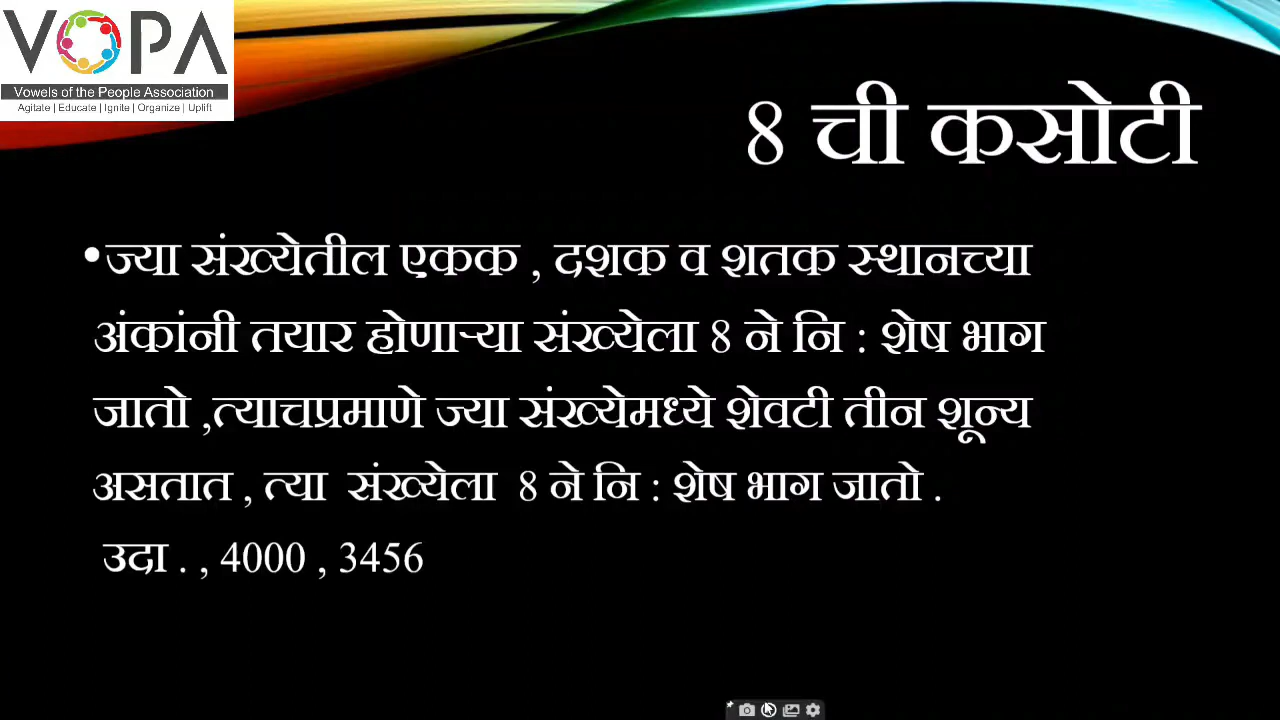 VOPA
Vowels of the People Association
Agitate | Educate | Ignite | Organize | Uplift
8 ची कसोटी
•ज्या संख्येतील एकक , दशक व शतक स्थानच्या
अंकांनी तयार होणाऱ्या संख्येला 8 ने नि : शेष भाग
जातो ,त्याचप्रमाणे ज्या संख्येमध्ये शेवटी तीन शून्य
असतात , त्या संख्येला 8 ने नि : शेष भाग जातो .
उदा . , 4000 , 3456